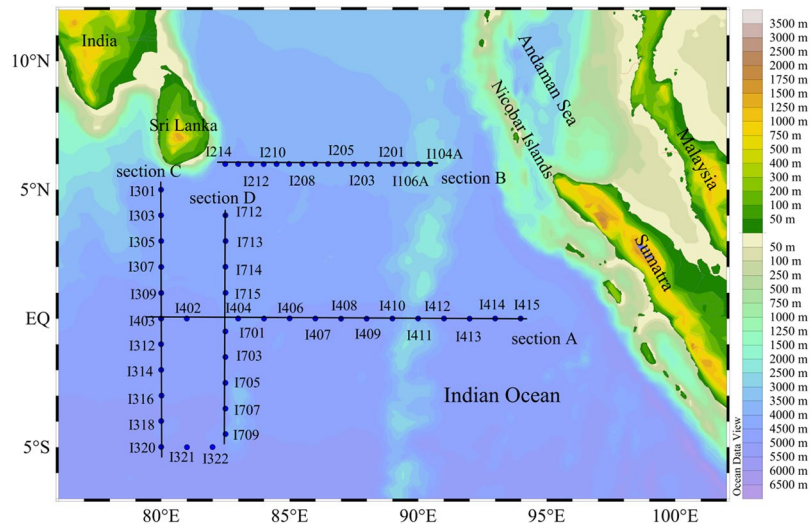 India
Sri Lanka
Andaman Sea
Nicobar Islands
Malaysia
Sumatra
Indian Ocean
12°N
5°N
EQ
5°S
80°E
85°E
90°E
95°E
100°E
I214
I210
I205
I201
I104A
I212
I208
I203
I106A
section B
section C
I301
I303
I305
I307
I309
I403
I312
I314
I316
I318
I320
I321
I322
section D
I712
I713
I714
I715
I701
I703
I705
I707
I709
I402
I404
I406
I408
I410
I412
I414
I415
I407
I409
I411
I413
section A
Ocean Data View
3500 m
3000 m
2500 m
2000 m
1750 m
1500 m
1250 m
1000 m
750 m
500 m
300 m
200 m
100 m
50 m
50 m
100 m
250 m
500 m
750 m
1000 m
1250 m
1500 m
2000 m
2500 m
3000 m
3500 m
4000 m
4500 m
5000 m
5500 m
6000 m
6500 m